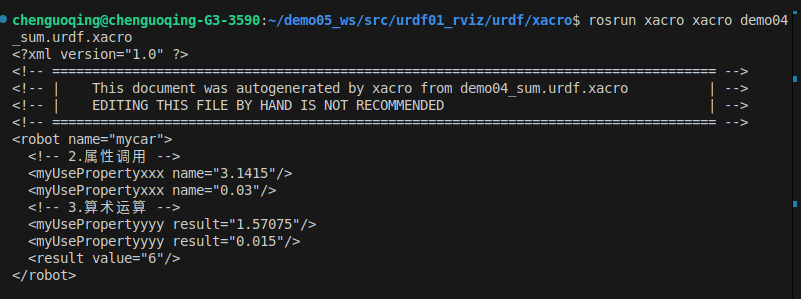 chenguoqing@chenguoqing-G3-3590:~/demo05_ws/src/urdf01_rviz/urdf/xacro$ rosrun xacro xacro demo04
_sum.urdf.xacro
<?xml version="1.0" ?>
<!-- =================================================================================== -->
<!-- |    This document was autogenerated by xacro from demo04_sum.urdf.xacro          | -->
<!-- |    EDITING THIS FILE BY HAND IS NOT RECOMMENDED                                 | -->
<!-- =================================================================================== -->
<robot name="mycar">
  <!-- 2.属性调用 -->
  <myUsePropertyxxx name="3.1415"/>
  <myUsePropertyxxx name="0.03"/>
  <!-- 3.算术运算 -->
  <myUsePropertyyyy result="1.57075"/>
  <myUsePropertyyyy result="0.015"/>
  <result value="6"/>
</robot>